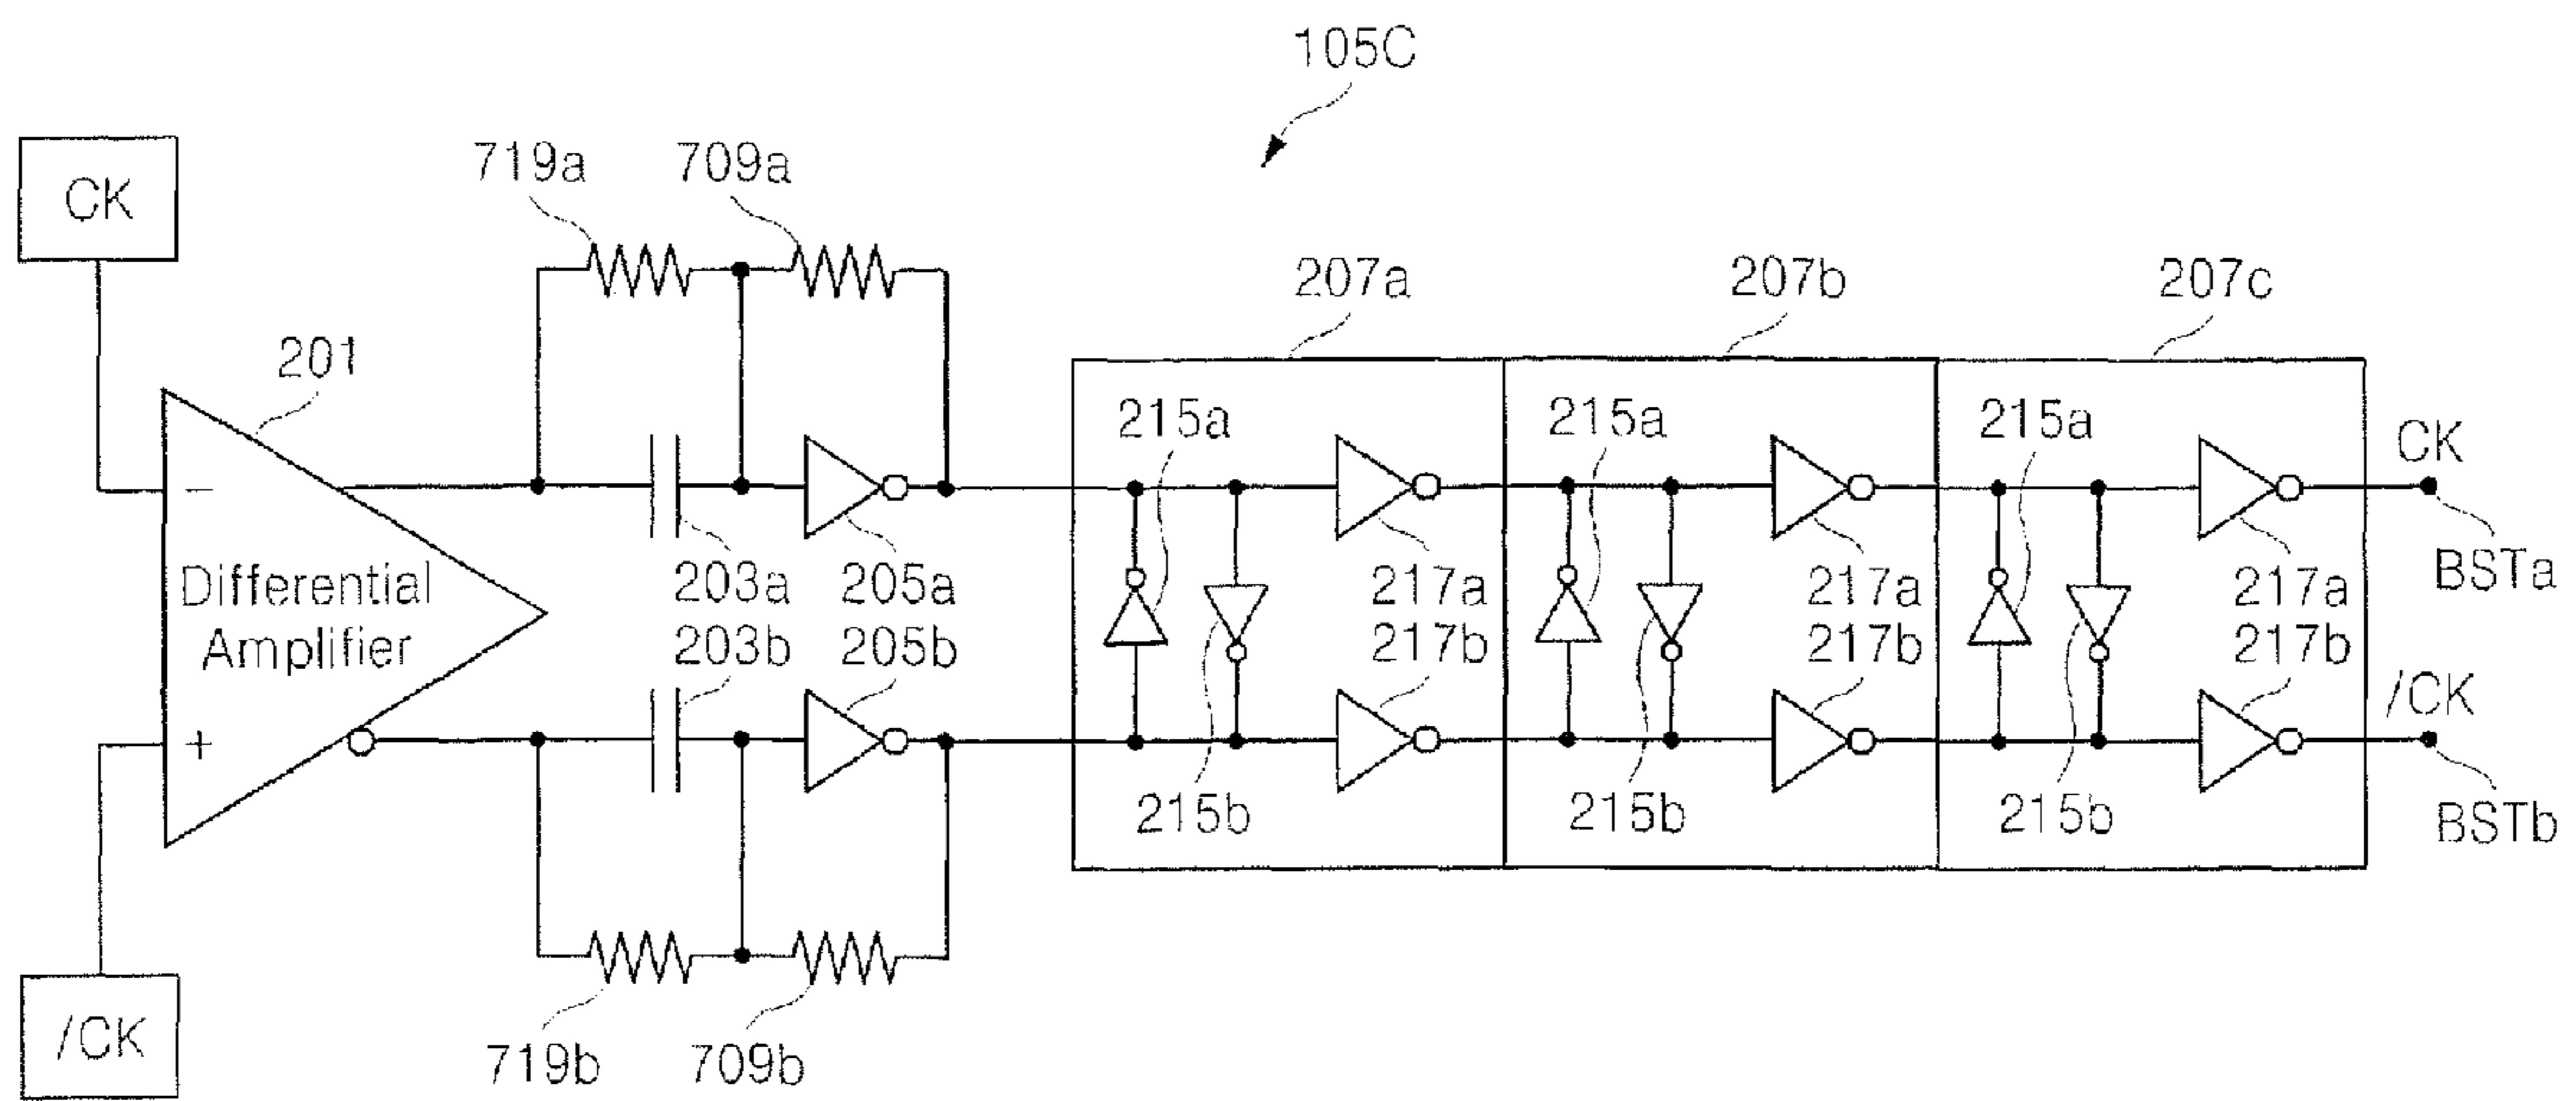 105C
CK
719a 709a
207a 207b 207c
201
215a 215a 215a
CK
−
Differential
Amplifier
203a 205a 217a 217a 217a BSTa
203b 205b 217b 217b 217b
/CK
+
215b 215b 215b BSTb
/CK
719b 709b